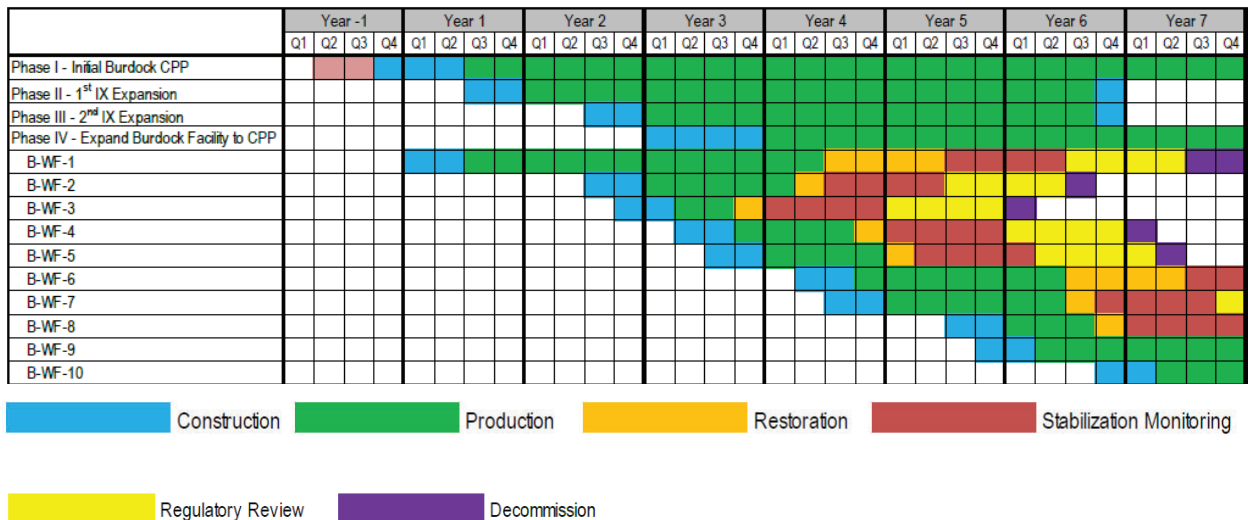 Year -1 Year 1 Year 2 Year 3 Year 4 Year 5 Year 6 Year 7
Q1 Q2 Q3 Q4 Q1 Q2 Q3 Q4 Q1 Q2 Q3 Q4 Q1 Q2 Q3 Q4 Q1 Q2 Q3 Q4 Q1 Q2 Q3 Q4 Q1 Q2 Q3 Q4 Q1 Q2 Q3 Q4
Phase I - Initial Burdock CPP
Phase II - 1st IX Expansion
Phase III - 2nd IX Expansion
Phase IV - Expand Burdock Facility to CPP
B-WF-1
B-WF-2
B-WF-3
B-WF-4
B-WF-5
B-WF-6
B-WF-7
B-WF-8
B-WF-9
B-WF-10
Construction Production Restoration Stabilization Monitoring
Regulatory Review Decommission